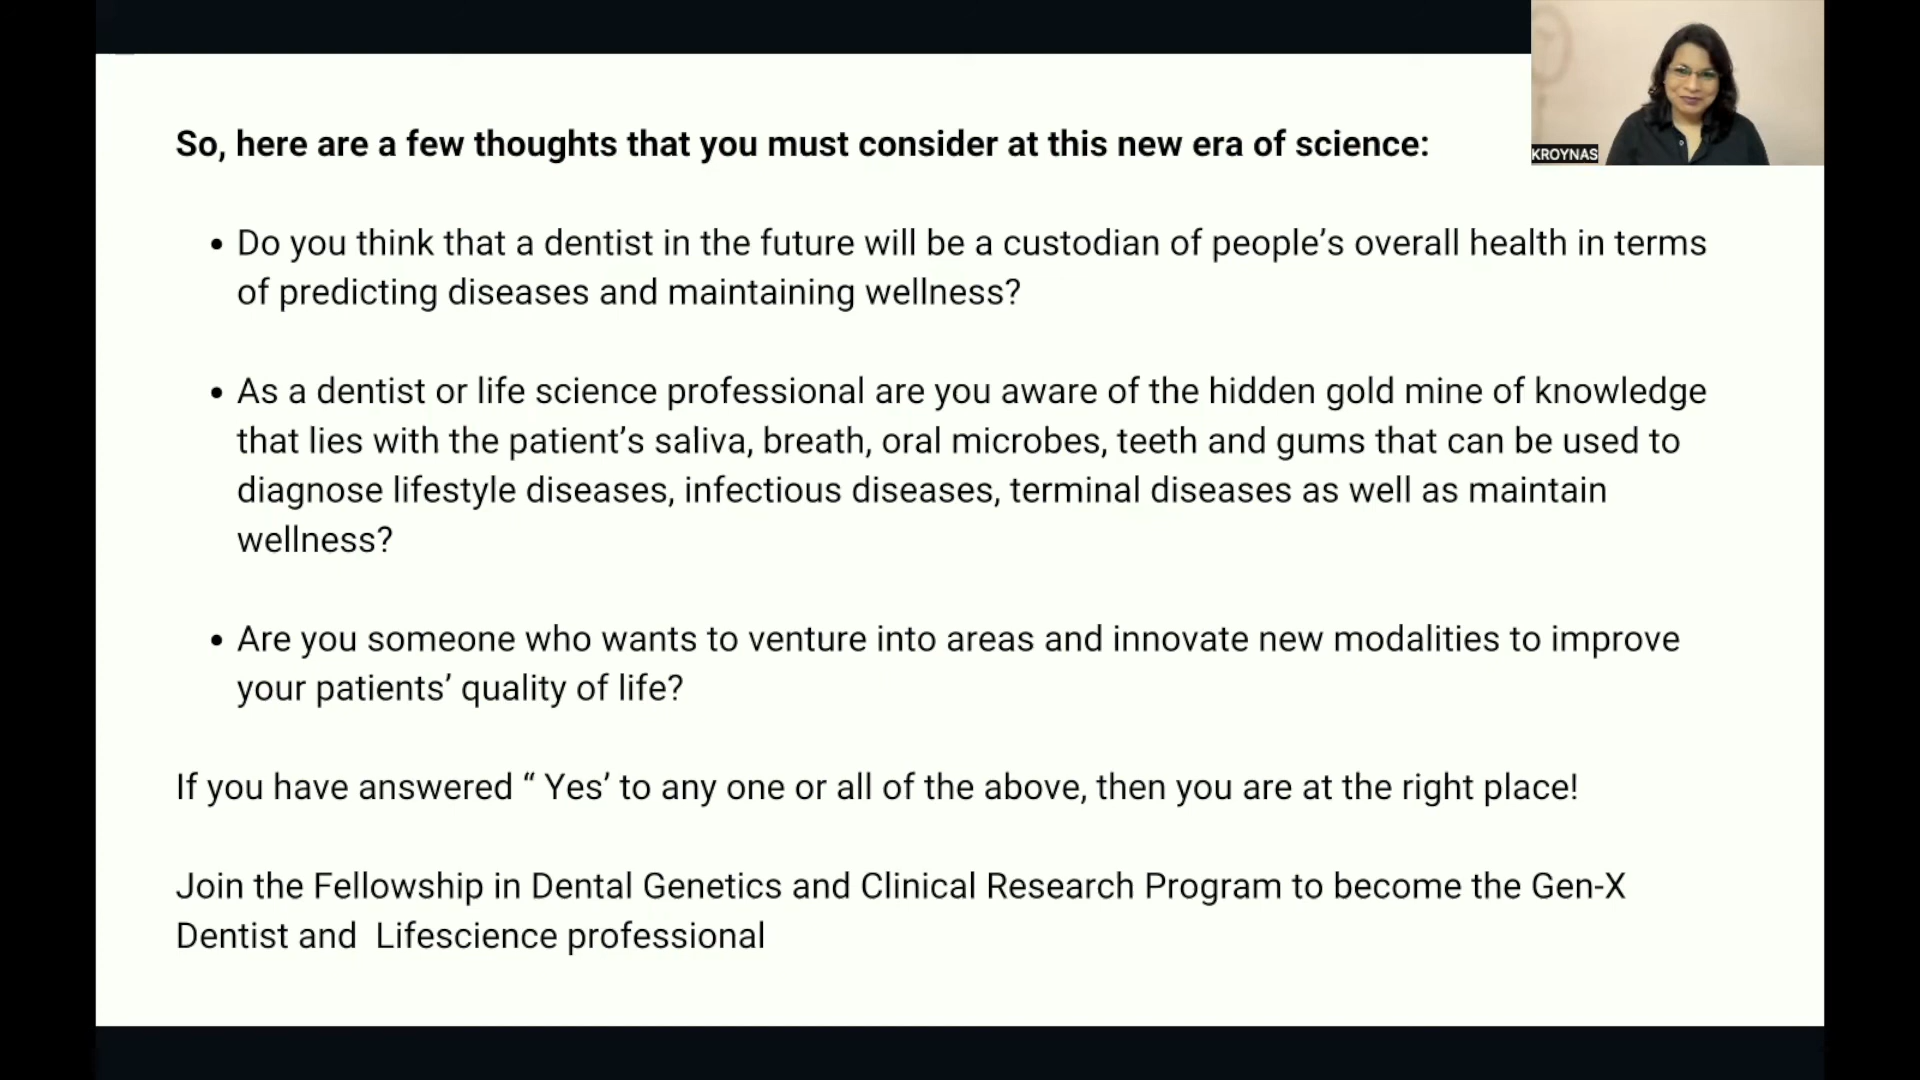 So, here are a few thoughts that you must consider at this new era of science:
KROYNAS
• Do you think that a dentist in the future will be a custodian of people’s overall health in terms
of predicting diseases and maintaining wellness?
• As a dentist or life science professional are you aware of the hidden gold mine of knowledge
that lies with the patient’s saliva, breath, oral microbes, teeth and gums that can be used to
diagnose lifestyle diseases, infectious diseases, terminal diseases as well as maintain
wellness?
• Are you someone who wants to venture into areas and innovate new modalities to improve
your patients’ quality of life?
If you have answered “ Yes’ to any one or all of the above, then you are at the right place!
Join the Fellowship in Dental Genetics and Clinical Research Program to become the Gen-X
Dentist and  Lifescience professional